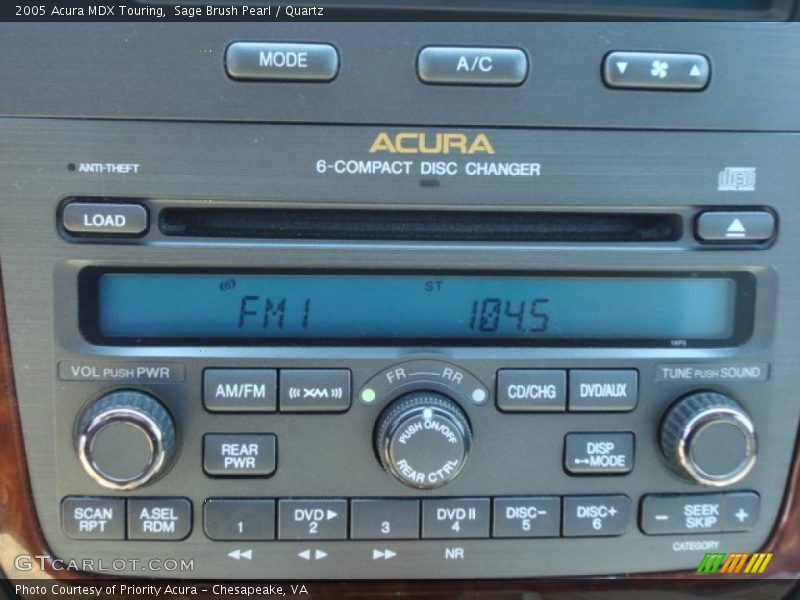 2005 Acura MDX Touring, Sage Brush Pearl / Quartz
MODE
A/C
ACURA
6-COMPACT DISC CHANGER
ANTI-THEFT
disc
LOAD
(6)
ST
FM1
104.5
VOL PUSH PWR
TUNE PUSH SOUND
FR
RR
AM/FM
((XM))
CD/CHG
DVD/AUX
PUSH ON/OFF
REAR CTRL
REAR
PWR
DISP
MODE
SCAN
RPT
A.SEL
RDM
1
DVD ▶
2
3
DVD II
4
DISC-
5
DISC+
6
- SEEK
SKIP +
NR
CATEGORY
GTCARLOT.COM
Photo Courtesy of Priority Acura - Chesapeake, VA